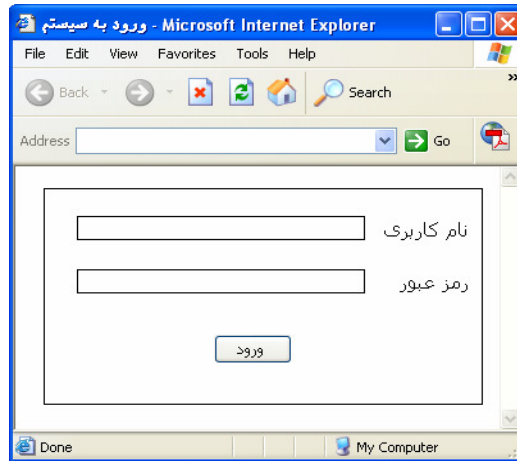 ورود به سیستم - Microsoft Internet Explorer
File Edit View Favorites Tools Help
Back Search »
Address Go
نام کاربری
رمز عبور
ورود
Done My Computer